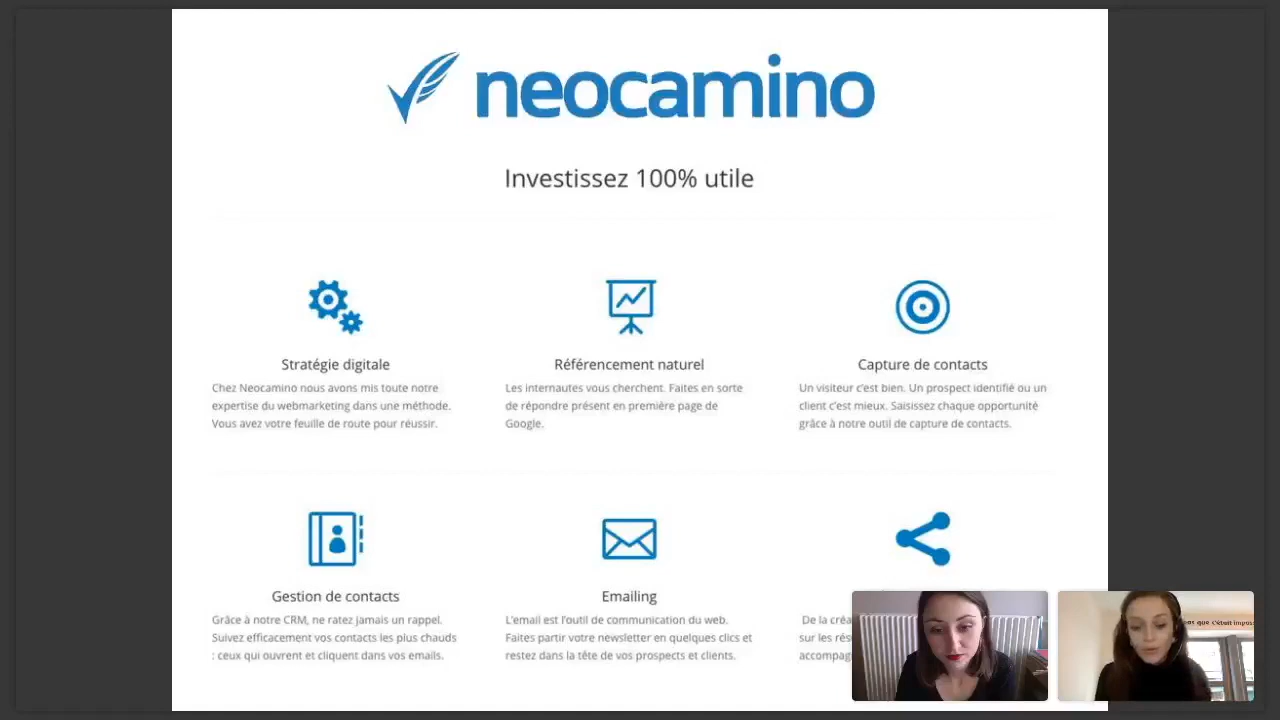 neocamino
Investissez 100% utile
Stratégie digitale
Chez Neocamino nous avons mis toute notre
expertise du webmarketing dans une méthode.
Vous avez votre feuille de route pour réussir.
Référencement naturel
Les internautes vous cherchent. Faites en sorte
de répondre présent en première page de
Google.
Capture de contacts
Un visiteur c'est bien. Un prospect identifié ou un
client c'est mieux. Saisissez chaque opportunité
grâce à notre outil de capture de contacts.
Gestion de contacts
Grâce à notre CRM, ne ratez jamais un rappel.
Suivez efficacement vos contacts les plus chauds
: ceux qui ouvrent et cliquent dans vos emails.
Emailing
L'email est l'outil de communication du web.
Faites partir votre newsletter en quelques clics et
restez dans la tête de vos prospects et clients.
De la
sur les
que c'était